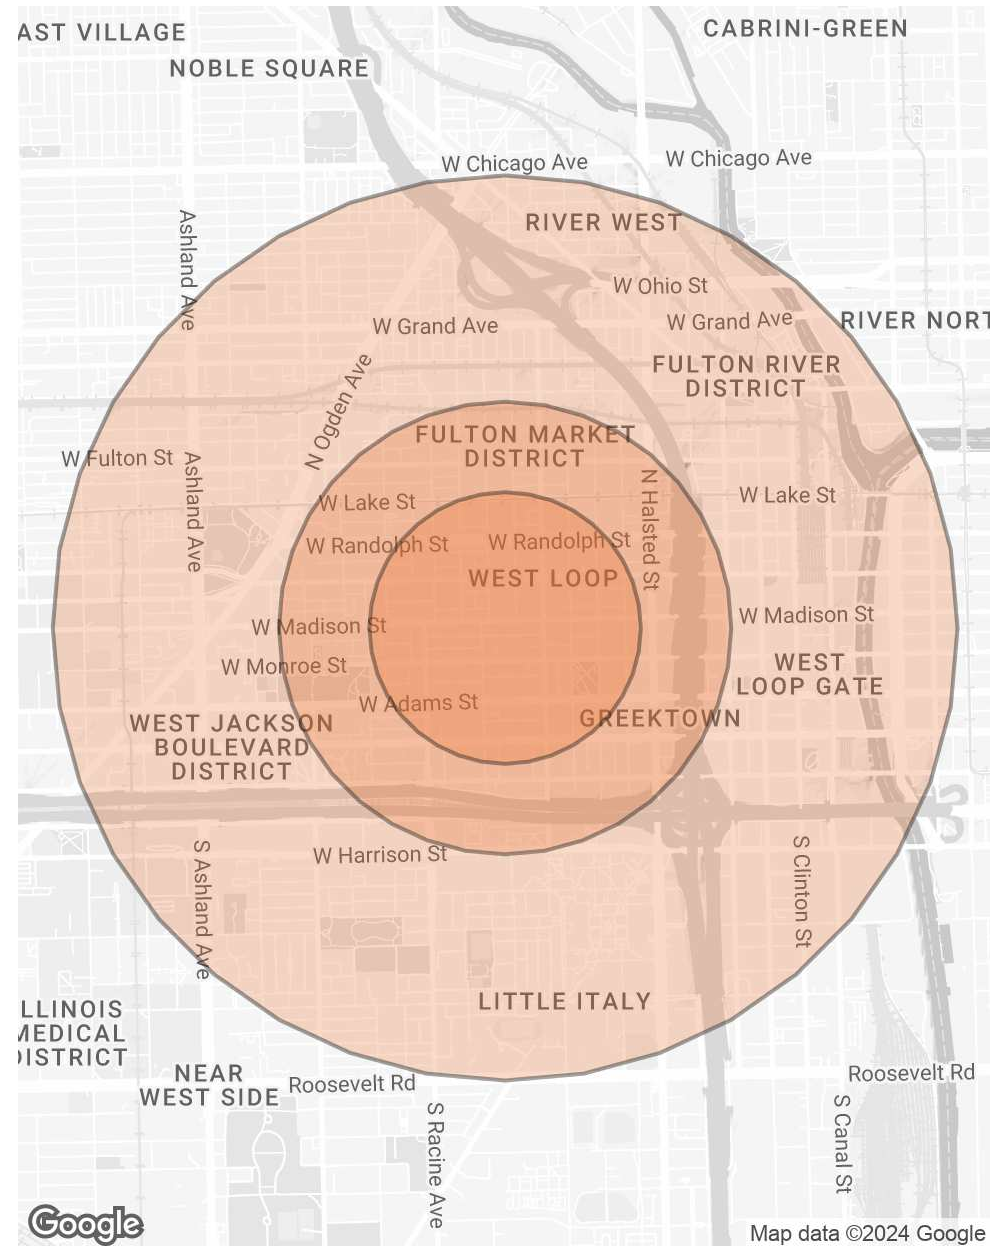 AST VILLAGE
CABRINI-GREEN
NOBLE SQUARE
W Chicago Ave
W Chicago Ave
Ashland Ave
RIVER WEST
W Ohio St
W Grand Ave
W Grand Ave
RIVER NORT
N Ogden Ave
FULTON RIVER
DISTRICT
FULTON MARKET
DISTRICT
W Fulton St
Ashland Ave
W Lake St
N Halsted St
W Lake St
W Randolph St
W Randolph St
WEST LOOP
W Madison St
W Madison St
W Monroe St
WEST
LOOP GATE
W Adams St
GREEKTOWN
WEST JACKSON
BOULEVARD
DISTRICT
W Harrison St
S Ashland Ave
S Clinton St
LITTLE ITALY
LLINOIS
MEDICAL
DISTRICT
NEAR
WEST SIDE
Roosevelt Rd
Roosevelt Rd
S Racine Ave
S Canal St
Google
Map data ©2024 Google